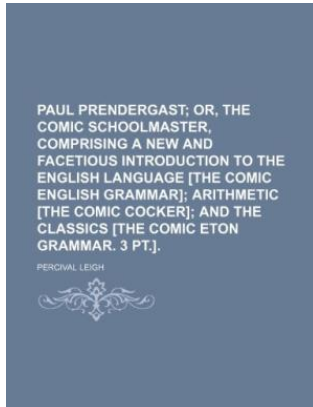 PAUL PRENDERGAST; OR, THE
COMIC SCHOOLMASTER,
COMPRISING A NEW AND
FACETIOUS INTRODUCTION TO THE
ENGLISH LANGUAGE [THE COMIC
ENGLISH GRAMMAR]; ARITHMETIC
[THE COMIC COCKER]; AND THE
CLASSICS [THE COMIC ETON
GRAMMAR. 3 PT.].
PERCIVAL LEIGH